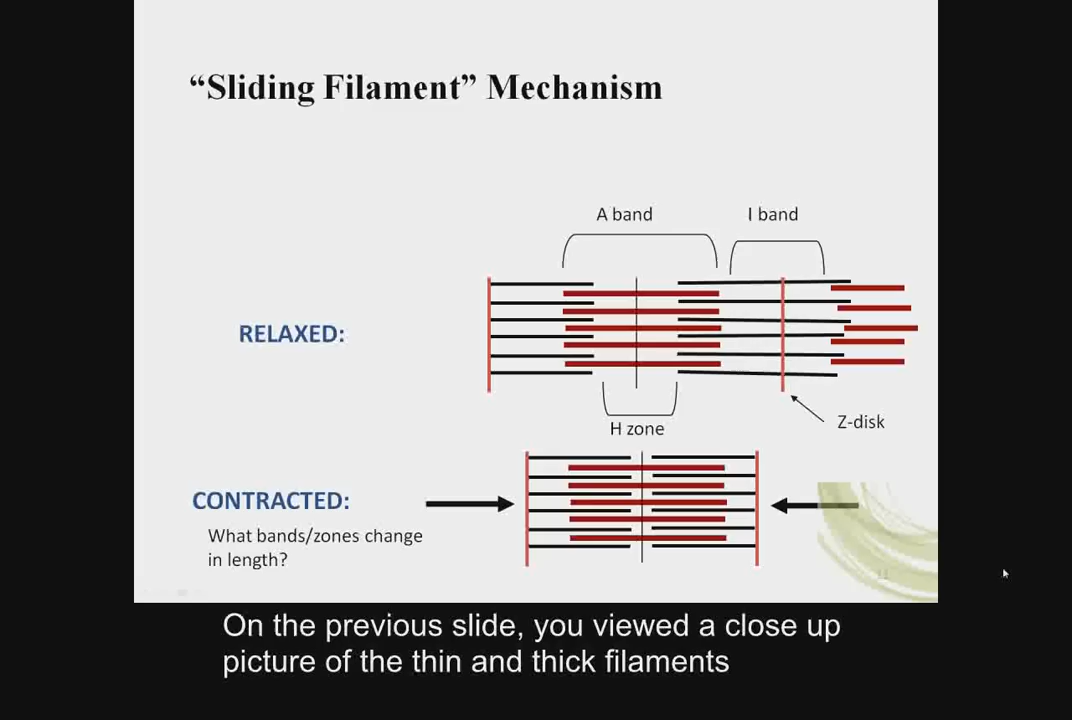 “Sliding Filament” Mechanism
A band
I band
RELAXED:
Z-disk
H zone
CONTRACTED:
What bands/zones change
in length?
On the previous slide, you viewed a close up
picture of the thin and thick filaments